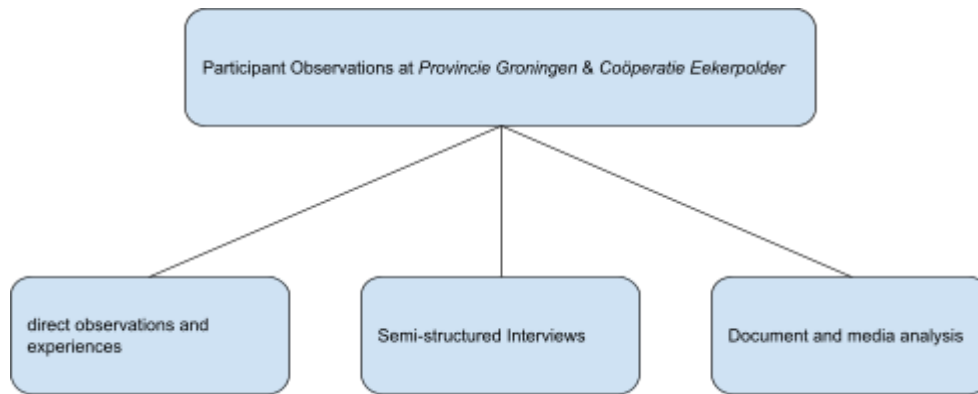 Participant Observations at Provincie Groningen & Coöperatie Eekerpolder
direct observations and
experiences
Semi-structured Interviews
Document and media analysis